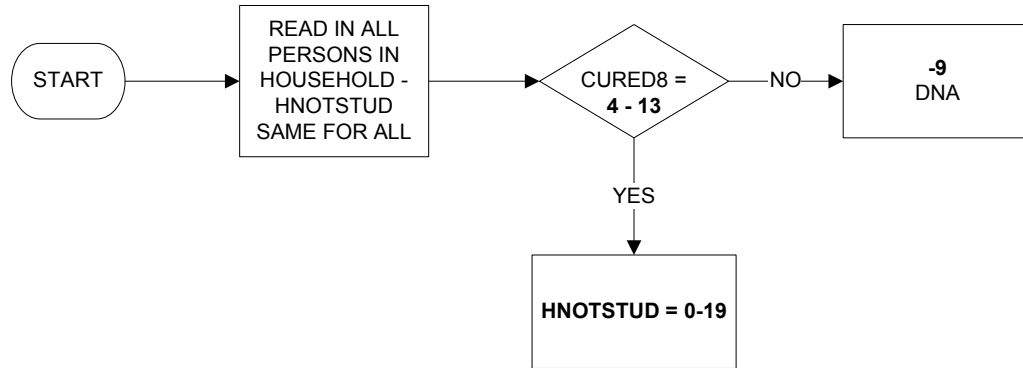 START
READ IN ALL
PERSONS IN
HOUSEHOLD -
HNOTSTUD
SAME FOR ALL
CURED8 =
4 - 13
NO
-9
DNA
YES
HNOTSTUD = 0-19